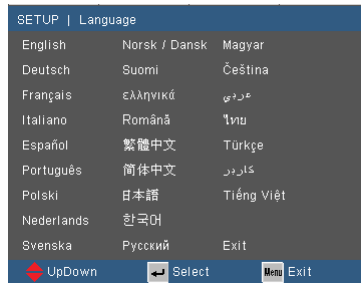 SETUP | Language
English Norsk / Dansk Magyar
Deutsch Suomi Čeština
Français ελληνικά عربي
Italiano Română ไทย
Español 繁體中文 Türkçe
Português 简体中文 کاربر
Polski 日本語 Tiếng Việt
Nederlands 한국어
Svenska Русский Exit
UpDown Select Menu Exit